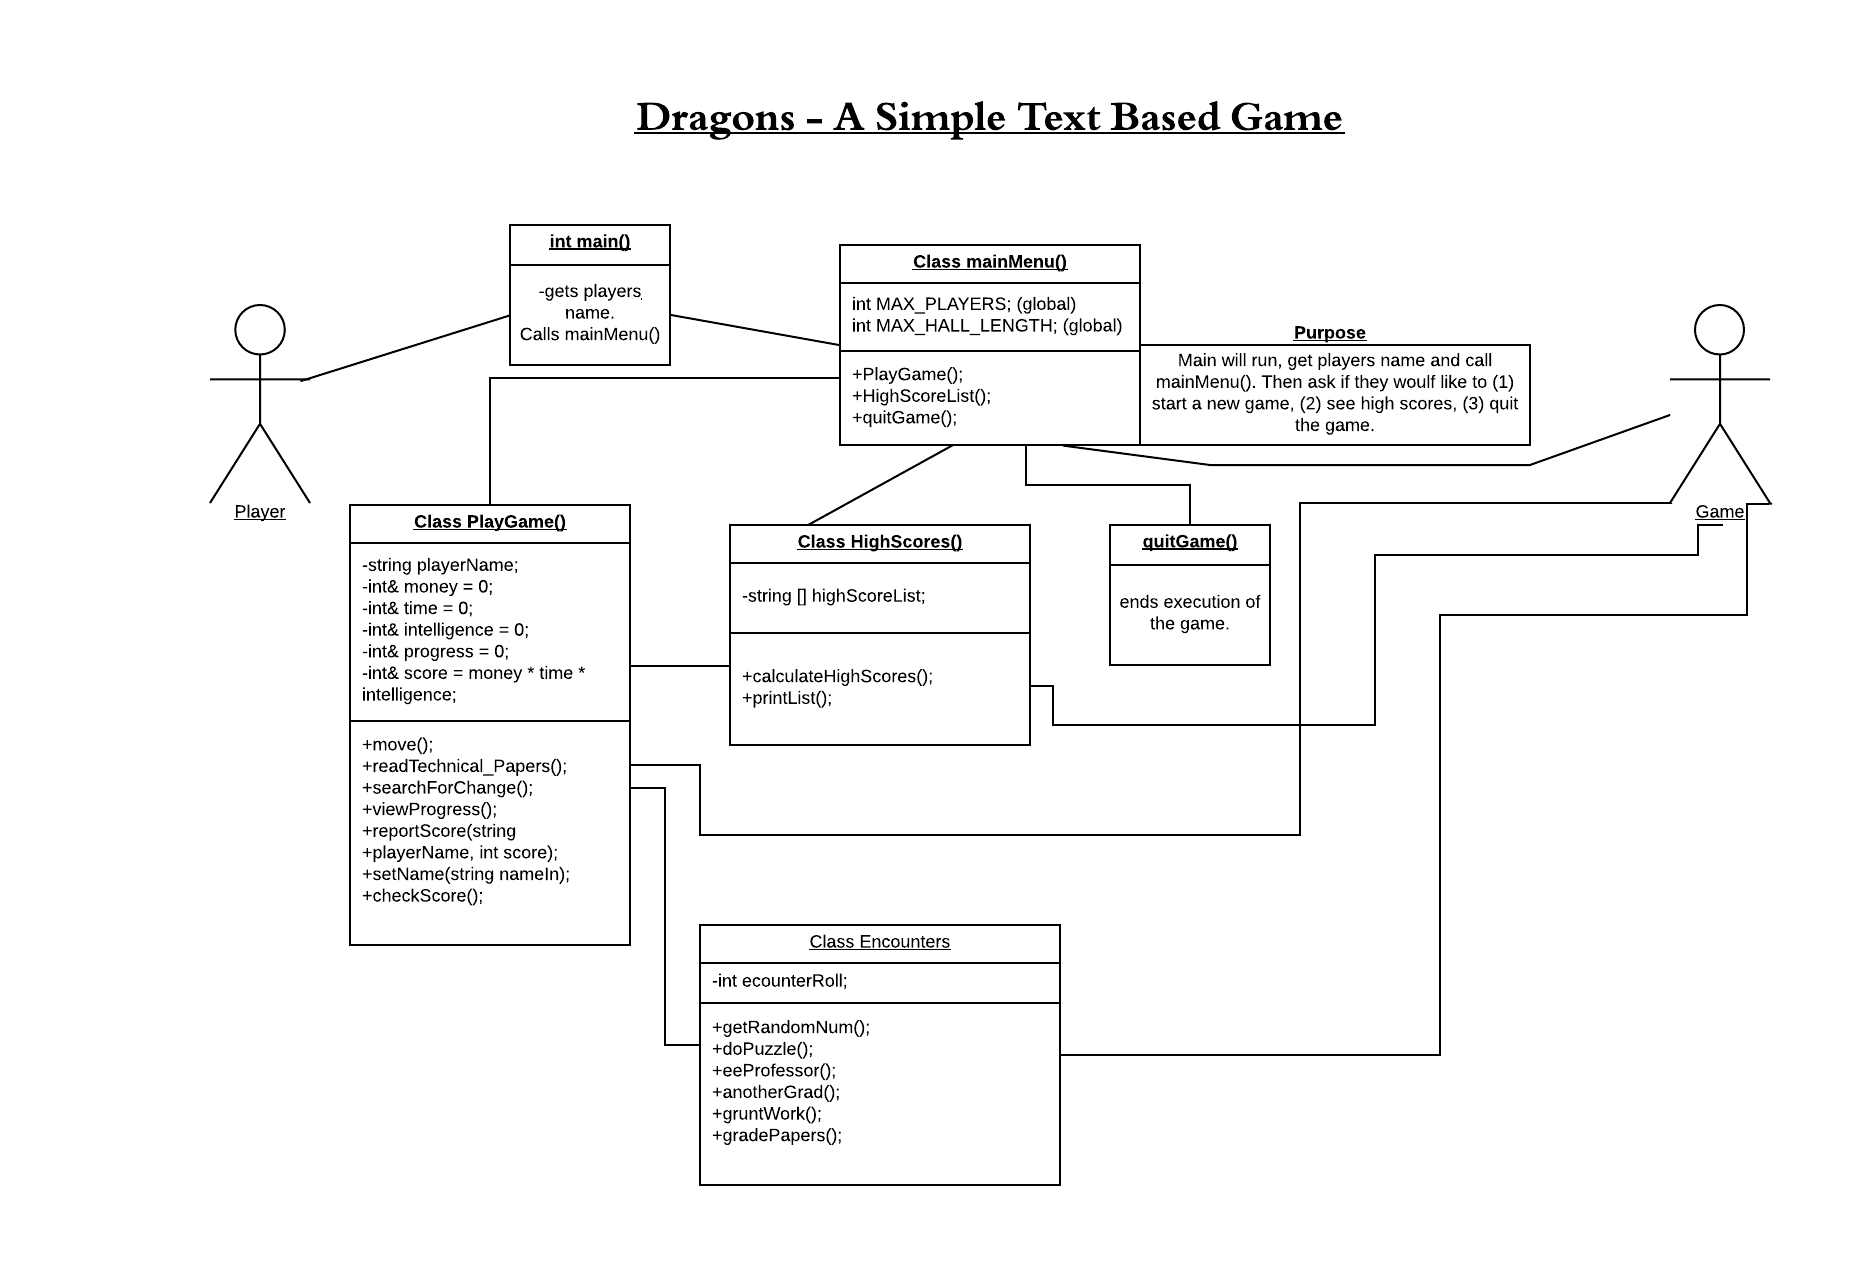 Dragons - A Simple Text Based Game
int main()
-gets players
name.
Calls mainMenu()
Class mainMenu()
int MAX_PLAYERS; (global)
int MAX_HALL_LENGTH; (global)
+PlayGame();
+HighScoreList();
+quitGame();
Purpose
Main will run, get players name and call
mainMenu(). Then ask if they woulf like to (1)
start a new game, (2) see high scores, (3) quit
the game.
Player
Game
Class PlayGame()
-string playerName;
-int& money = 0;
-int& time = 0;
-int& intelligence = 0;
-int& progress = 0;
-int& score = money * time *
intelligence;
+move();
+readTechnical_Papers();
+searchForChange();
+viewProgress();
+reportScore(string
+playerName, int score);
+setName(string nameIn);
+checkScore();
Class HighScores()
-string [] highScoreList;
+calculateHighScores();
+printList();
quitGame()
ends execution of
the game.
Class Encounters
-int ecounterRoll;
+getRandomNum();
+doPuzzle();
+eeProfessor();
+anotherGrad();
+gruntWork();
+gradePapers();